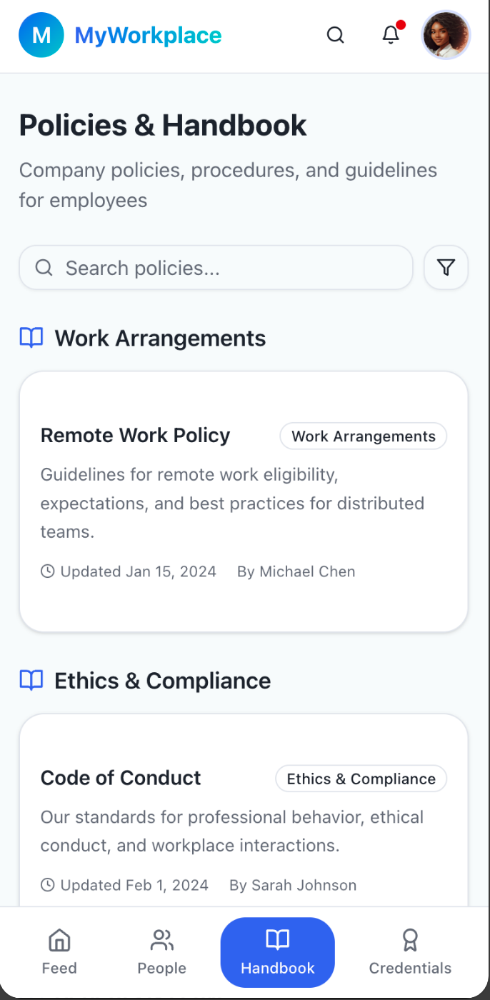 M MyWorkplace
Policies & Handbook
Company policies, procedures, and guidelines
for employees
Search policies...
Work Arrangements
Remote Work Policy Work Arrangements
Guidelines for remote work eligibility,
expectations, and best practices for distributed
teams.
Updated Jan 15, 2024 By Michael Chen
Ethics & Compliance
Code of Conduct Ethics & Compliance
Our standards for professional behavior, ethical
conduct, and workplace interactions.
Updated Feb 1, 2024 By Sarah Johnson
Feed People Handbook Credentials